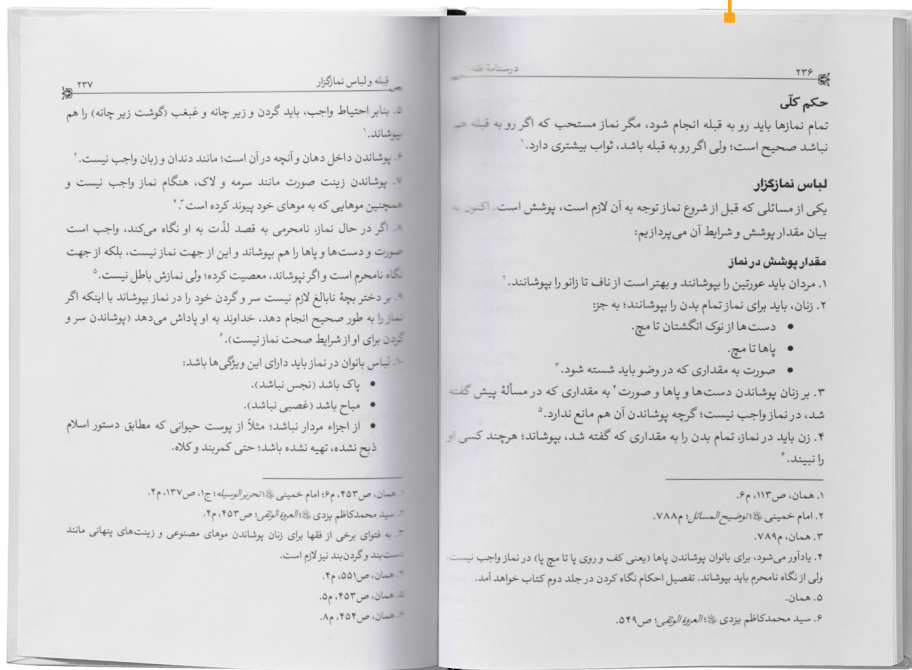 ۲۳۶
درسنامهٔ فقه
حکم کلّی
تمام نمازها باید رو به قبله انجام شود، مگر نماز مستحب که اگر رو به قبله هم
نباشد صحیح است؛ ولی اگر رو به قبله باشد، ثواب بیشتری دارد.۱
لباس نمازگزار
یکی از مسائلی که قبل از شروع نماز توجه به آن لازم است، پوشش است. اکنون به
بیان مقدار پوشش و شرایط آن می‌پردازیم:
مقدار پوشش در نماز
۱. مردان باید عورتین را بپوشانند و بهتر است از ناف تا زانو را بپوشانند.۲
۲. زنان، باید برای نماز تمام بدن را بپوشانند؛ به جز:
• دست‌ها از نوک انگشتان تا مچ.
• پاها تا مچ.
• صورت به مقداری که در وضو باید شسته شود.۳
۳. بر زنان پوشاندن دست‌ها و پاها و صورت۴ به مقداری که در مسألهٔ پیش گفته
شد، در نماز واجب نیست؛ گرچه پوشاندن آن هم مانع ندارد.۵
۴. زن باید در نماز، تمام بدن را به مقداری که گفته شد، بپوشاند؛ هرچند کسی او
را نبیند.۶
۱. همان، ص۱۱۳، م۶.
۲. امام خمینی؛ توضیح المسائل؛ م۷۸۸.
۳. همان، م۷۸۹.
۴. یادآور می‌شود، برای بانوان پوشاندن پاها (یعنی کف و روی پا تا مچ پا) در نماز واجب نیست،
ولی از نگاه نامحرم باید بپوشاند. تفصیل احکام نگاه کردن در جلد دوم کتاب خواهد آمد.
۵. همان.
۶. سید محمدکاظم یزدی؛ العروة الوثقی؛ ص۵۴۹.
قبله و لباس نمازگزار
۲۳۷
۵. بنابر احتیاط واجب، باید گردن و زیر چانه و غبغب (گوشت زیر چانه) را هم
بپوشاند.۱
۶. پوشاندن داخل دهان و آنچه در آن است؛ مانند دندان و زبان واجب نیست.۲
۷. پوشاندن زینت صورت مانند سرمه و لاک، هنگام نماز واجب نیست و
همچنین موهایی که به موهای خود پیوند کرده است.۳،۴
۸. اگر در حال نماز، نامحرمی به قصد لذّت به او نگاه می‌کند، واجب است
صورت و دست‌ها و پاها را هم بپوشاند و این از جهت نماز نیست، بلکه از جهت
نگاه نامحرم است و اگر نپوشاند، معصیت کرده؛ ولی نمازش باطل نیست.۵
۹. بر دختر بچهٔ نابالغ لازم نیست سر و گردن خود را در نماز بپوشاند با اینکه اگر
نماز را به طور صحیح انجام دهد، خداوند به او پاداش می‌دهد (پوشاندن سر و
گردن برای او از شرایط صحت نماز نیست).۶
۱۰. لباس بانوان در نماز باید دارای این ویژگی‌ها باشد:
• پاک باشد (نجس نباشد).
• مباح باشد (غصبی نباشد).
• از اجزاء مردار نباشد؛ مثلاً از پوست حیوانی که مطابق دستور اسلام
ذبح نشده، تهیه نشده باشد؛ حتی کمربند و کلاه.
۱. همان، ص۴۵۳، م۶؛ امام خمینی؛ تحریر الوسیله؛ ج۱، ص۱۳۷، م۴.
۲. سید محمدکاظم یزدی؛ العروة الوثقی؛ ص۴۵۳، م۴.
۳. به فتوای برخی از فقها برای زنان پوشاندن موهای مصنوعی و زینت‌های پنهانی مانند
دست‌بند و گردن‌بند نیز لازم است.
۴. همان، ص۵۵۱، م۴.
۵. همان، ص۴۵۳، م۵.
۶. همان، ص۴۵۴، م۸.